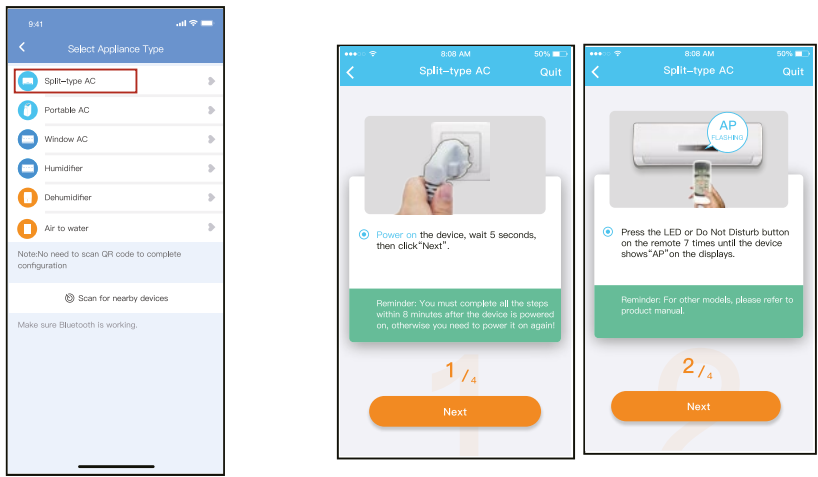 9:41
Select Appliance Type
Split-type AC
Portable AC
Window AC
Humidifier
Dehumidifier
Air to water
Note:No need to scan QR code to complete
configuration
Scan for nearby devices
Make sure Bluetooth is working.
8:08 AM
50%
Split-type AC
Quit
Power on the device, wait 5 seconds,
then click“Next”.
Reminder: You must complete all the steps
within 8 minutes after the device is powered
on, otherwise you need to power it on again!
1
1/4
Next
8:08 AM
50%
Split-type AC
Quit
AP
FLASHING
Press the LED or Do Not Disturb button
on the remote 7 times until the device
shows“AP”on the displays.
Reminder: For other models, please refer to
product manual.
2
2/4
Next